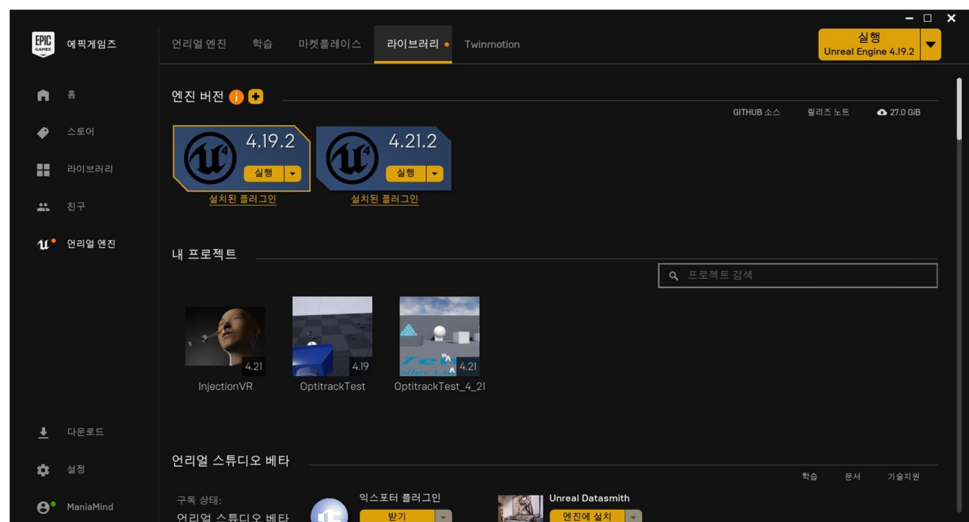 EPIC GAMES
에픽게임즈
언리얼 엔진
학습
마켓플레이스
라이브러리
Twinmotion
실행
Unreal Engine 4.19.2
홈
스토어
라이브러리
친구
언리얼 엔진
엔진 버전
GITHUB 소스
릴리즈 노트
27.0 GiB
4.19.2
실행
설치된 플러그인
4.21.2
실행
설치된 플러그인
내 프로젝트
프로젝트 검색
4.21
InjectionVR
4.19
OptitrackTest
4.21
OptitrackTest_4_21
언리얼 스튜디오 베타
학습
문서
기술지원
구독 상태:
언리얼 스튜디오 베타
익스포터 플러그인
받기
Unreal Datasmith
엔진에 설치
다운로드
설정
ManiaMind